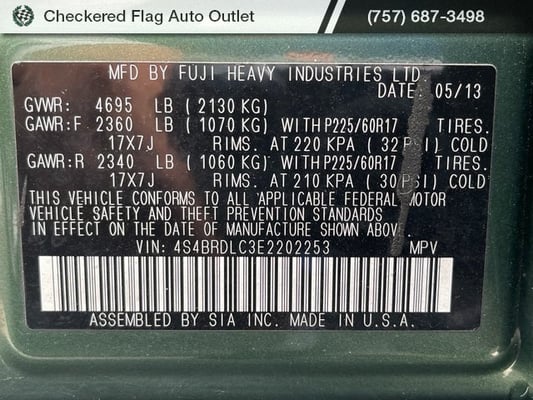 Checkered Flag Auto Outlet (757) 687-3498
MFD BY FUJI HEAVY INDUSTRIES LTD.
DATE: 05/13
GVWR: 4695 LB (2130 KG)
GAWR:F 2360 LB (1070 KG) WITH P225/60R17 TIRES.
17X7J RIMS. AT 220 KPA (32 PSI) COLD
GAWR:R 2340 LB (1060 KG) WITH P225/60R17 TIRES.
17X7J RIMS. AT 210 KPA (30 PSI) COLD
THIS VEHICLE CONFORMS TO ALL APPLICABLE FEDERAL MOTOR
VEHICLE SAFETY AND THEFT PREVENTION STANDARDS
IN EFFECT ON THE DATE OF MANUFACTURE SHOWN ABOVE.
VIN: 4S4BRDLC3E2202253 MPV
ASSEMBLED BY SIA INC. MADE IN U.S.A.